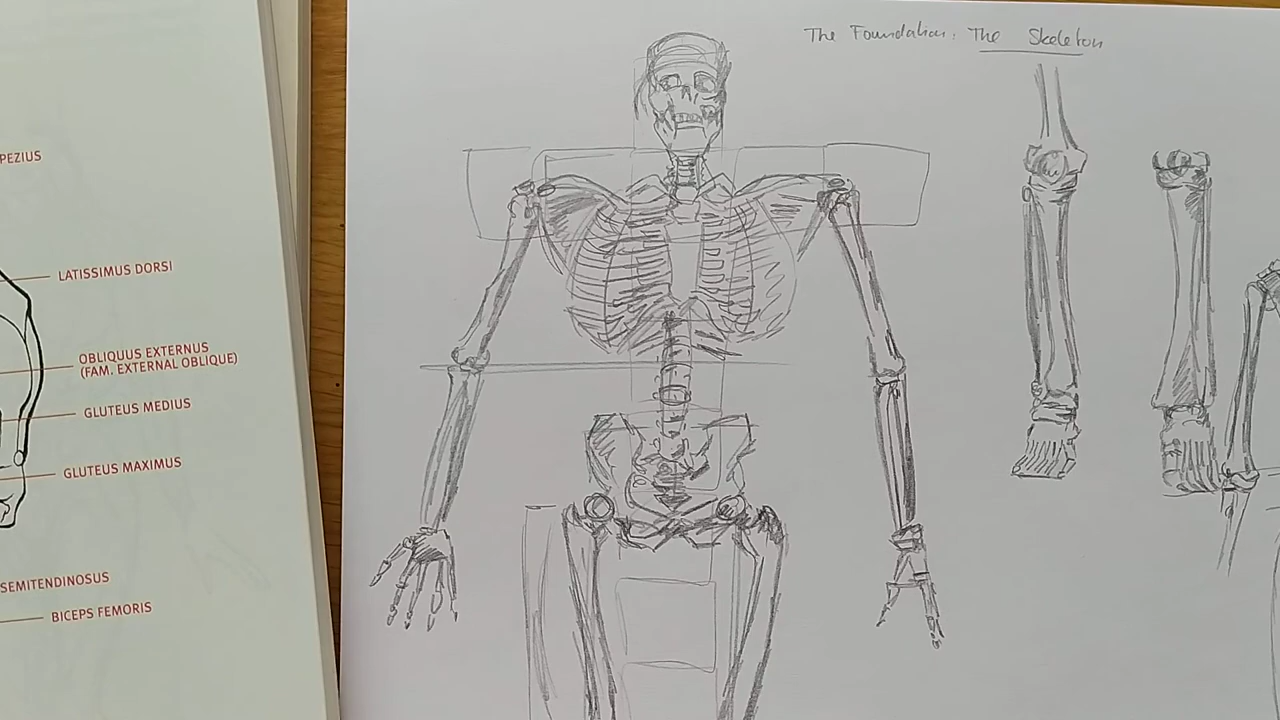 PEZIUS
LATISSIMUS DORSI
OBLIQUUS EXTERNUS
(FAM. EXTERNAL OBLIQUE)
GLUTEUS MEDIUS
GLUTEUS MAXIMUS
SEMITENDINOSUS
BICEPS FEMORIS
The Foundation: The Skeleton